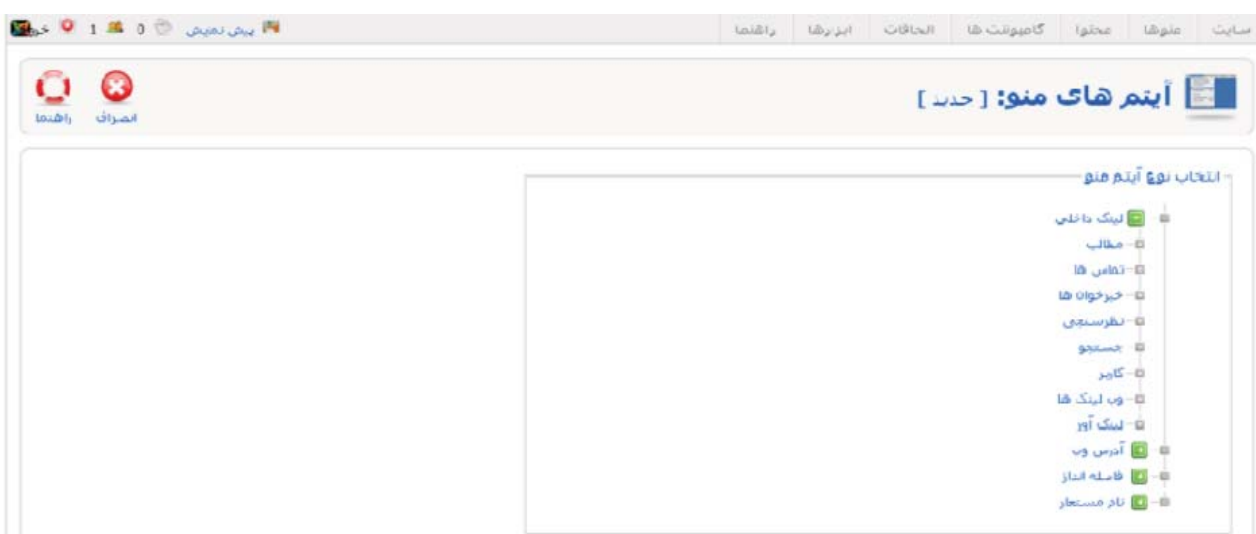 سایت منوها محتوا کامپوننت ها الحاقات ابزارها راهنما پیش نمایش 0 1 خروج
آیتم های منو: [ جدید ]
انصراف راهنما
انتخاب نوع آیتم منو
لینک داخلی
مطالب
تماس ها
خبرخوان ها
نظرسنجی
جستجو
کاربر
وب لینک ها
لینک آور
آدرس وب
فاصله انداز
نام مستعار